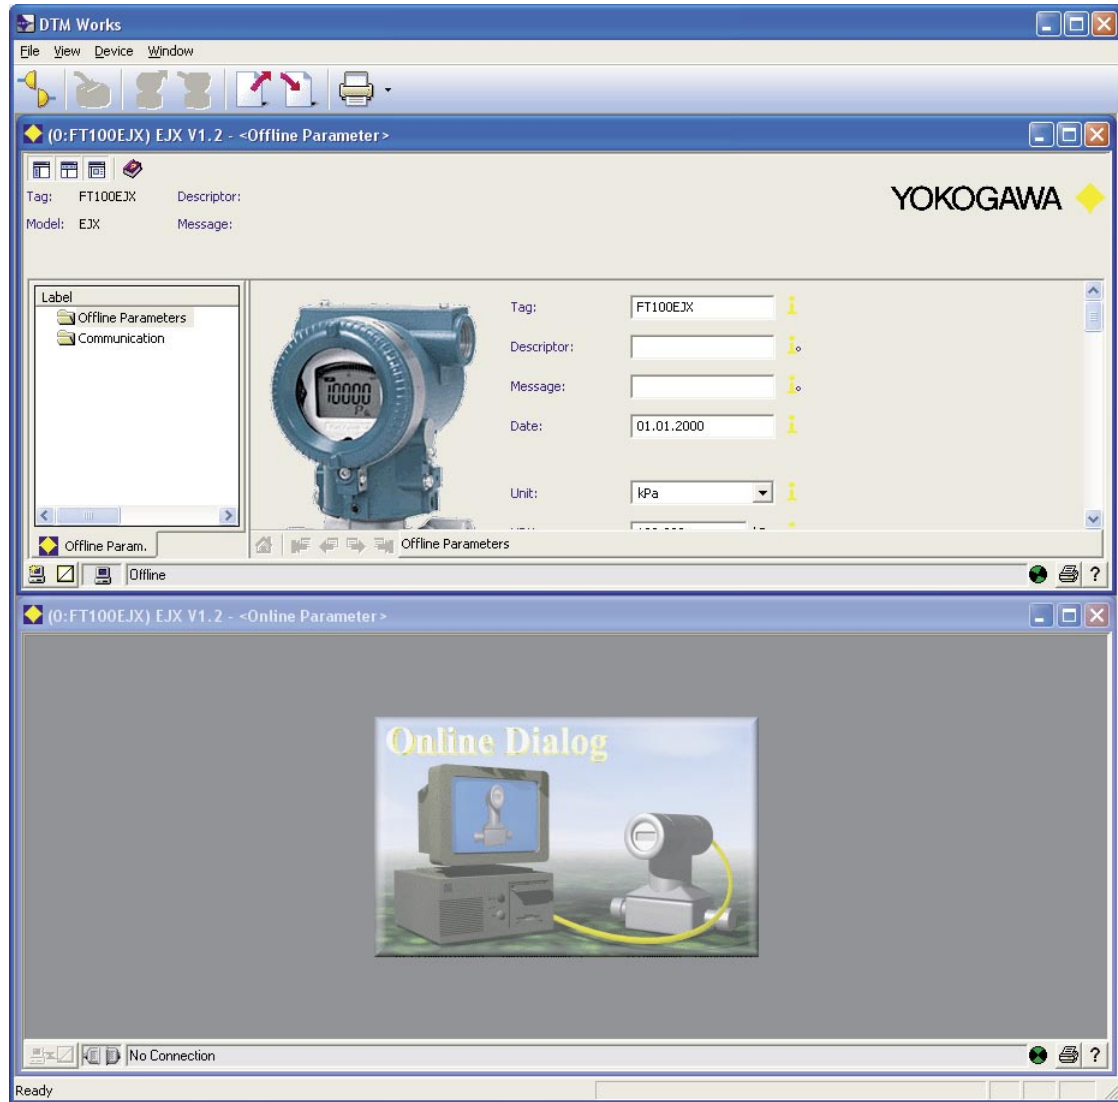 DTM Works
File View Device Window
(0:FT100EJX) EJX V1.2 - <Offline Parameter>
Tag: FT100EJX Descriptor:
YOKOGAWA
Model: EJX Message:
Label
Offline Parameters
Communication
10000
Pa
Tag: FT100EJX
Descriptor:
Message:
Date: 01.01.2000
Unit: kPa
Offline Param.
Offline Parameters
Offline
(0:FT100EJX) EJX V1.2 - <Online Parameter>
Online Dialog
No Connection
Ready